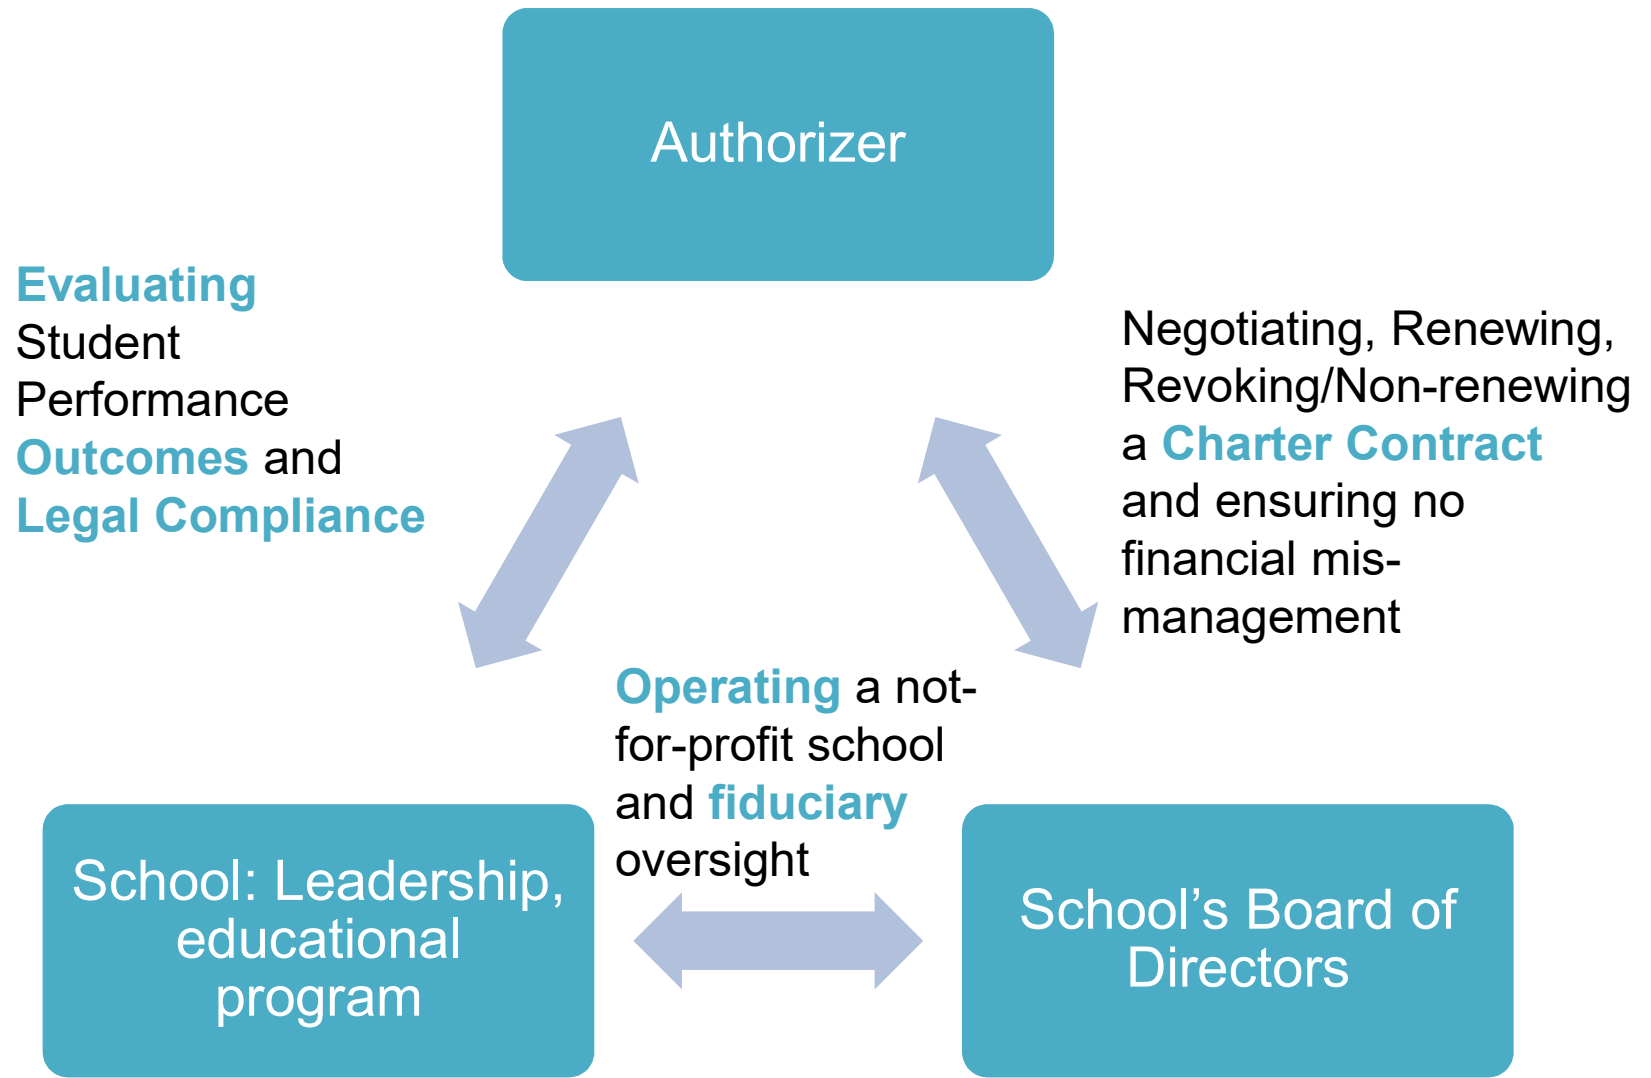 Authorizer
Evaluating
Student
Performance
Outcomes and
Legal Compliance
Negotiating, Renewing,
Revoking/Non-renewing
a Charter Contract
and ensuring no
financial mis-
management
Operating a not-
for-profit school
and fiduciary
oversight
School: Leadership,
educational
program
School’s Board of
Directors